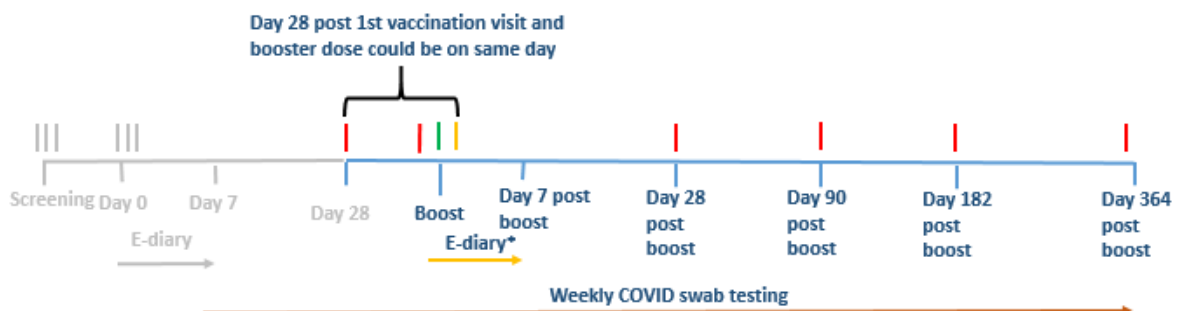 Day 28 post 1st vaccination visit and
booster dose could be on same day
Screening
Day 0
Day 7
Day 28
Boost
Day 7 post
boost
Day 28
post
boost
Day 90
post
boost
Day 182
post
boost
Day 364
post
boost
E-diary
E-diary*
Weekly COVID swab testing